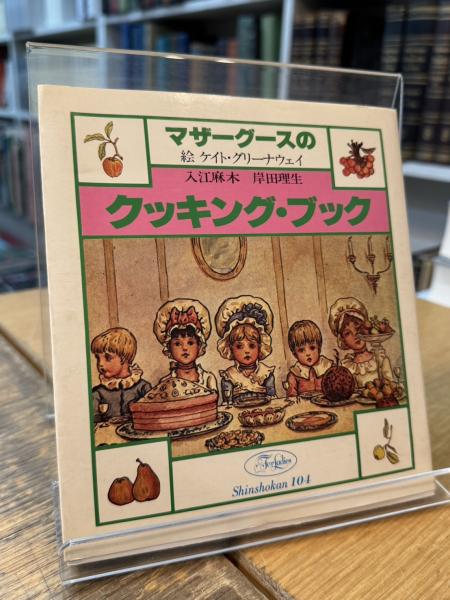 マザーグースの
絵 ケイト・グリーナウェイ
入江麻木 岸田理生
クッキング・ブック
For Ladies
Shinshokan 104